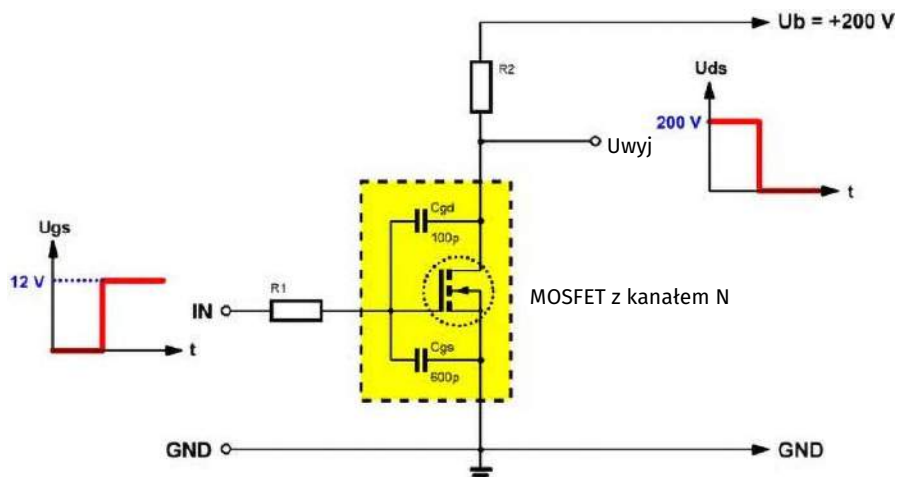 Ub = +200 V
R2
Uds
200 V
Uwyj
t
Cgd
100p
Ugs
12 V
R1
MOSFET z kanałem N
IN
t
Cgs
600p
GND
GND